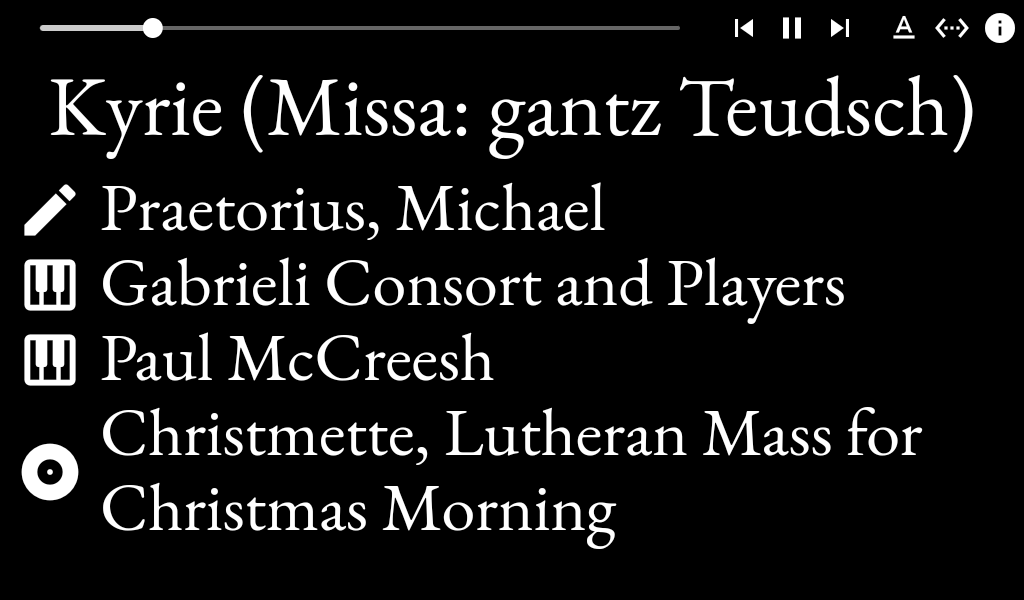 Kyrie (Missa: gantz Teudsch)
Praetorius, Michael
Gabrieli Consort and Players
Paul McCreesh
Christmette, Lutheran Mass for
Christmas Morning